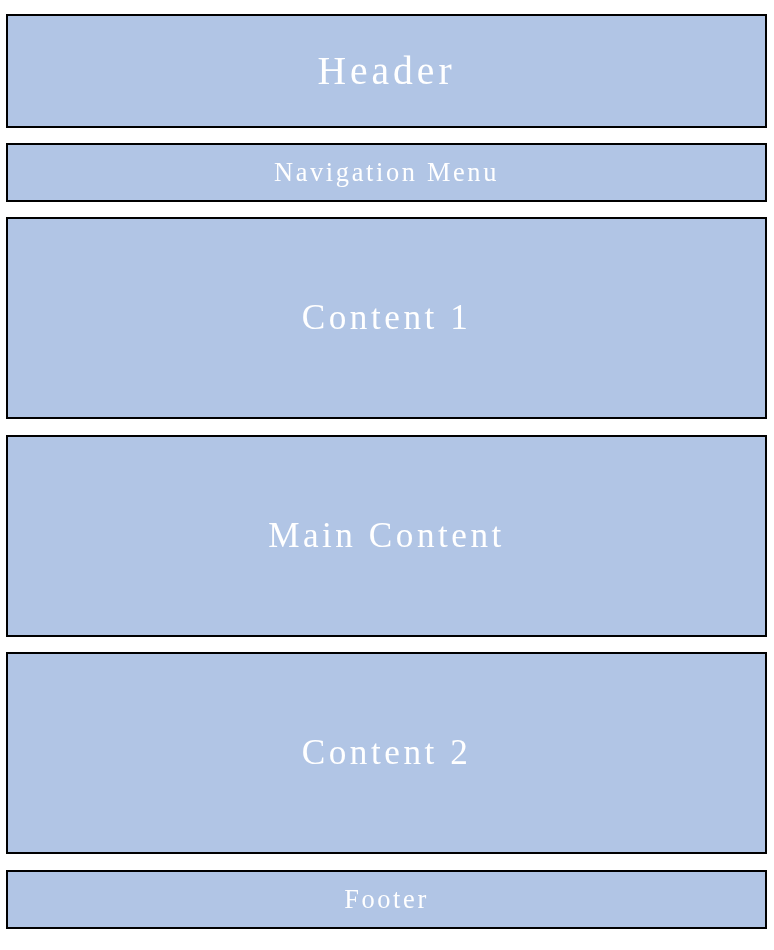 Header
Navigation Menu
Content 1
Main Content
Content 2
Footer